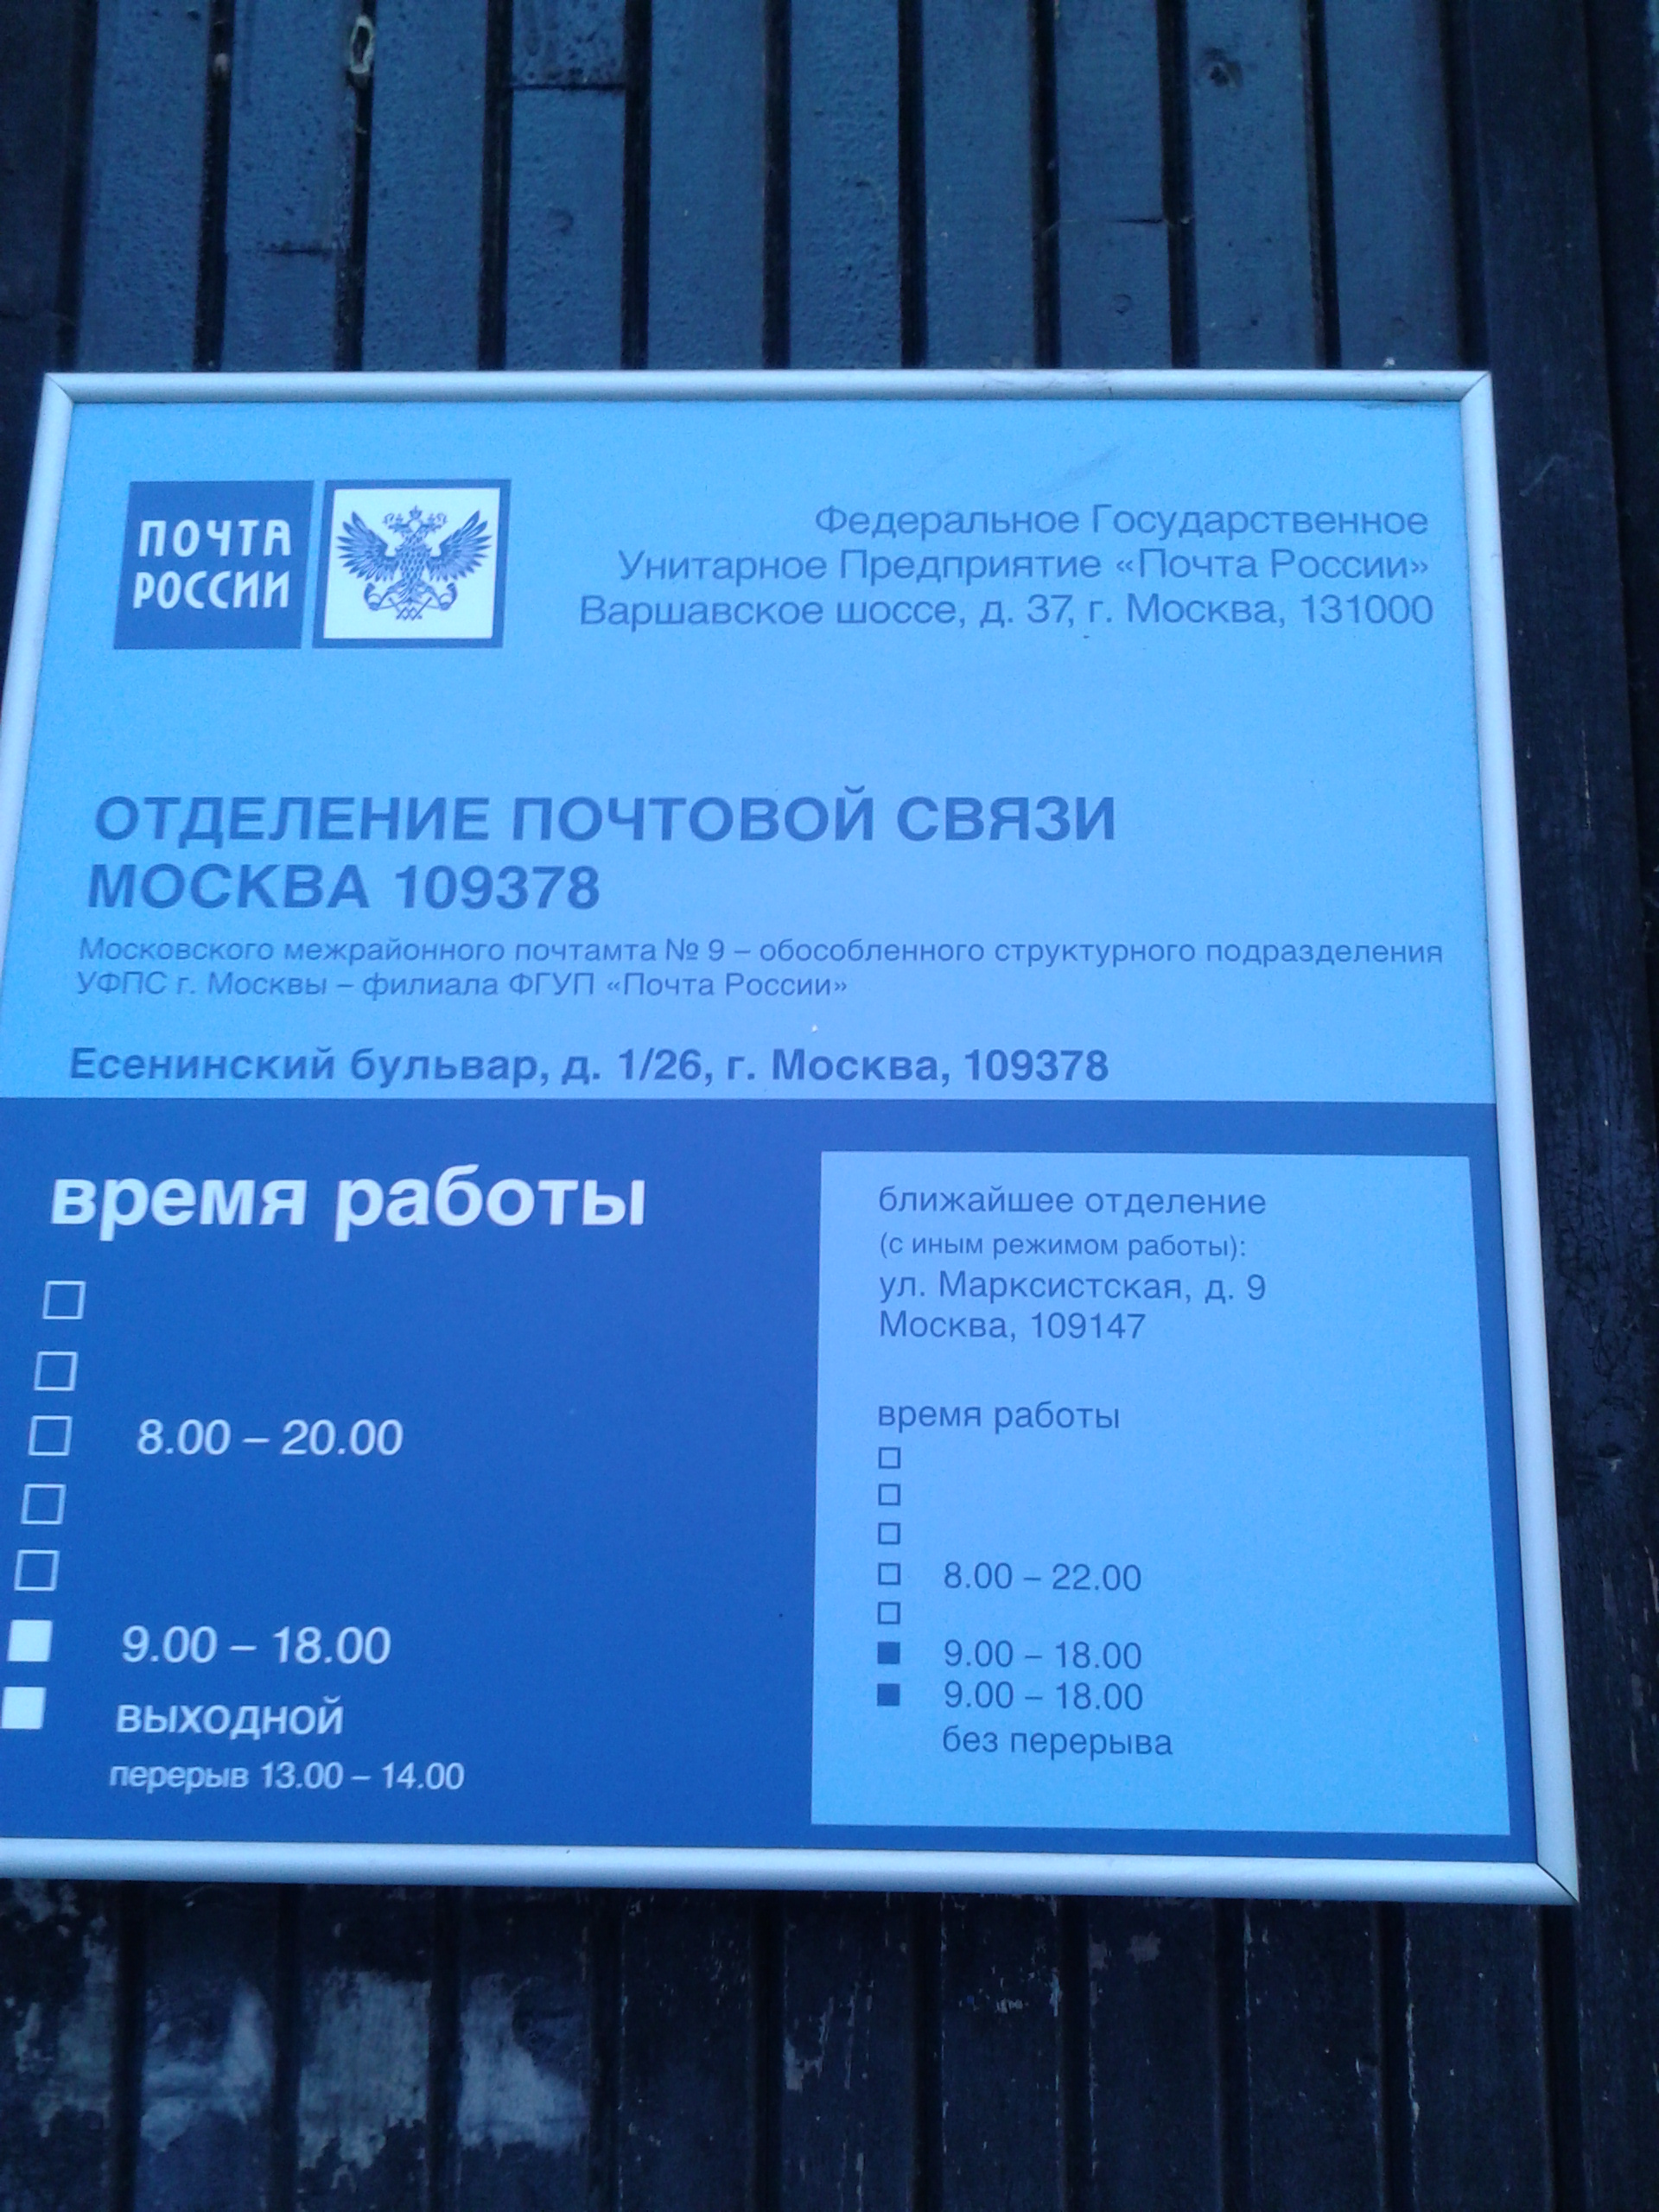 ПОЧТА
РОССИИ
Федеральное Государственное
Унитарное Предприятие «Почта России»
Варшавское шоссе, д. 37, г. Москва, 131000
ОТДЕЛЕНИЕ ПОЧТОВОЙ СВЯЗИ
МОСКВА 109378
Московского межрайонного почтамта № 9 – обособленного структурного подразделения
УФПС г. Москвы – филиала ФГУП «Почта России»
Есенинский бульвар, д. 1/26, г. Москва, 109378
время работы
8.00 – 20.00
9.00 – 18.00
выходной
перерыв 13.00 – 14.00
ближайшее отделение
(с иным режимом работы):
ул. Марксистская, д. 9
Москва, 109147
время работы
8.00 – 22.00
9.00 – 18.00
9.00 – 18.00
без перерыва